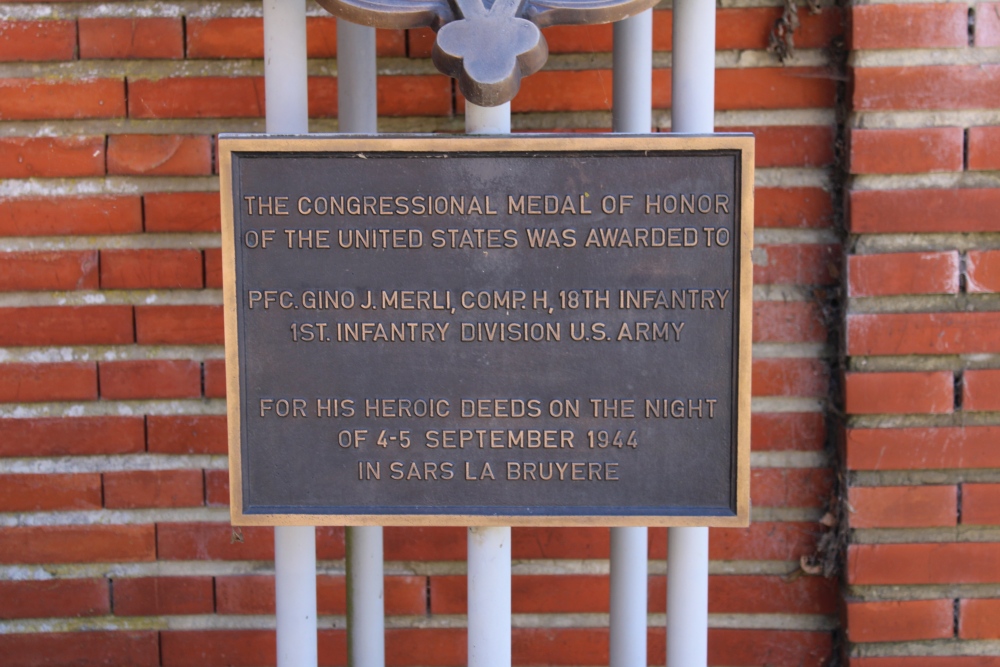 THE CONGRESSIONAL MEDAL OF HONOR
OF THE UNITED STATES WAS AWARDED TO
PFC. GINO J. MERLI, COMP. H, 18TH INFANTRY
1ST. INFANTRY DIVISION U.S. ARMY
FOR HIS HEROIC DEEDS ON THE NIGHT
OF 4-5 SEPTEMBER 1944
IN SARS LA BRUYERE